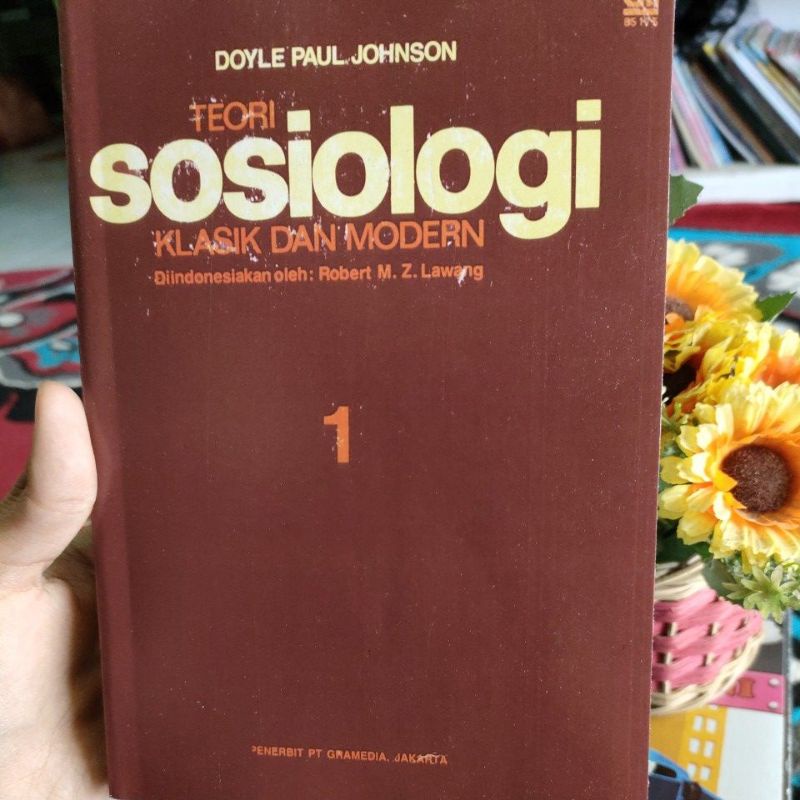 DOYLE PAUL JOHNSON
TEORI
sosiologi
KLASIK DAN MODERN
Diindonesiakan oleh: Robert M. Z. Lawang
1
PENERBIT PT GRAMEDIA, JAKARTA